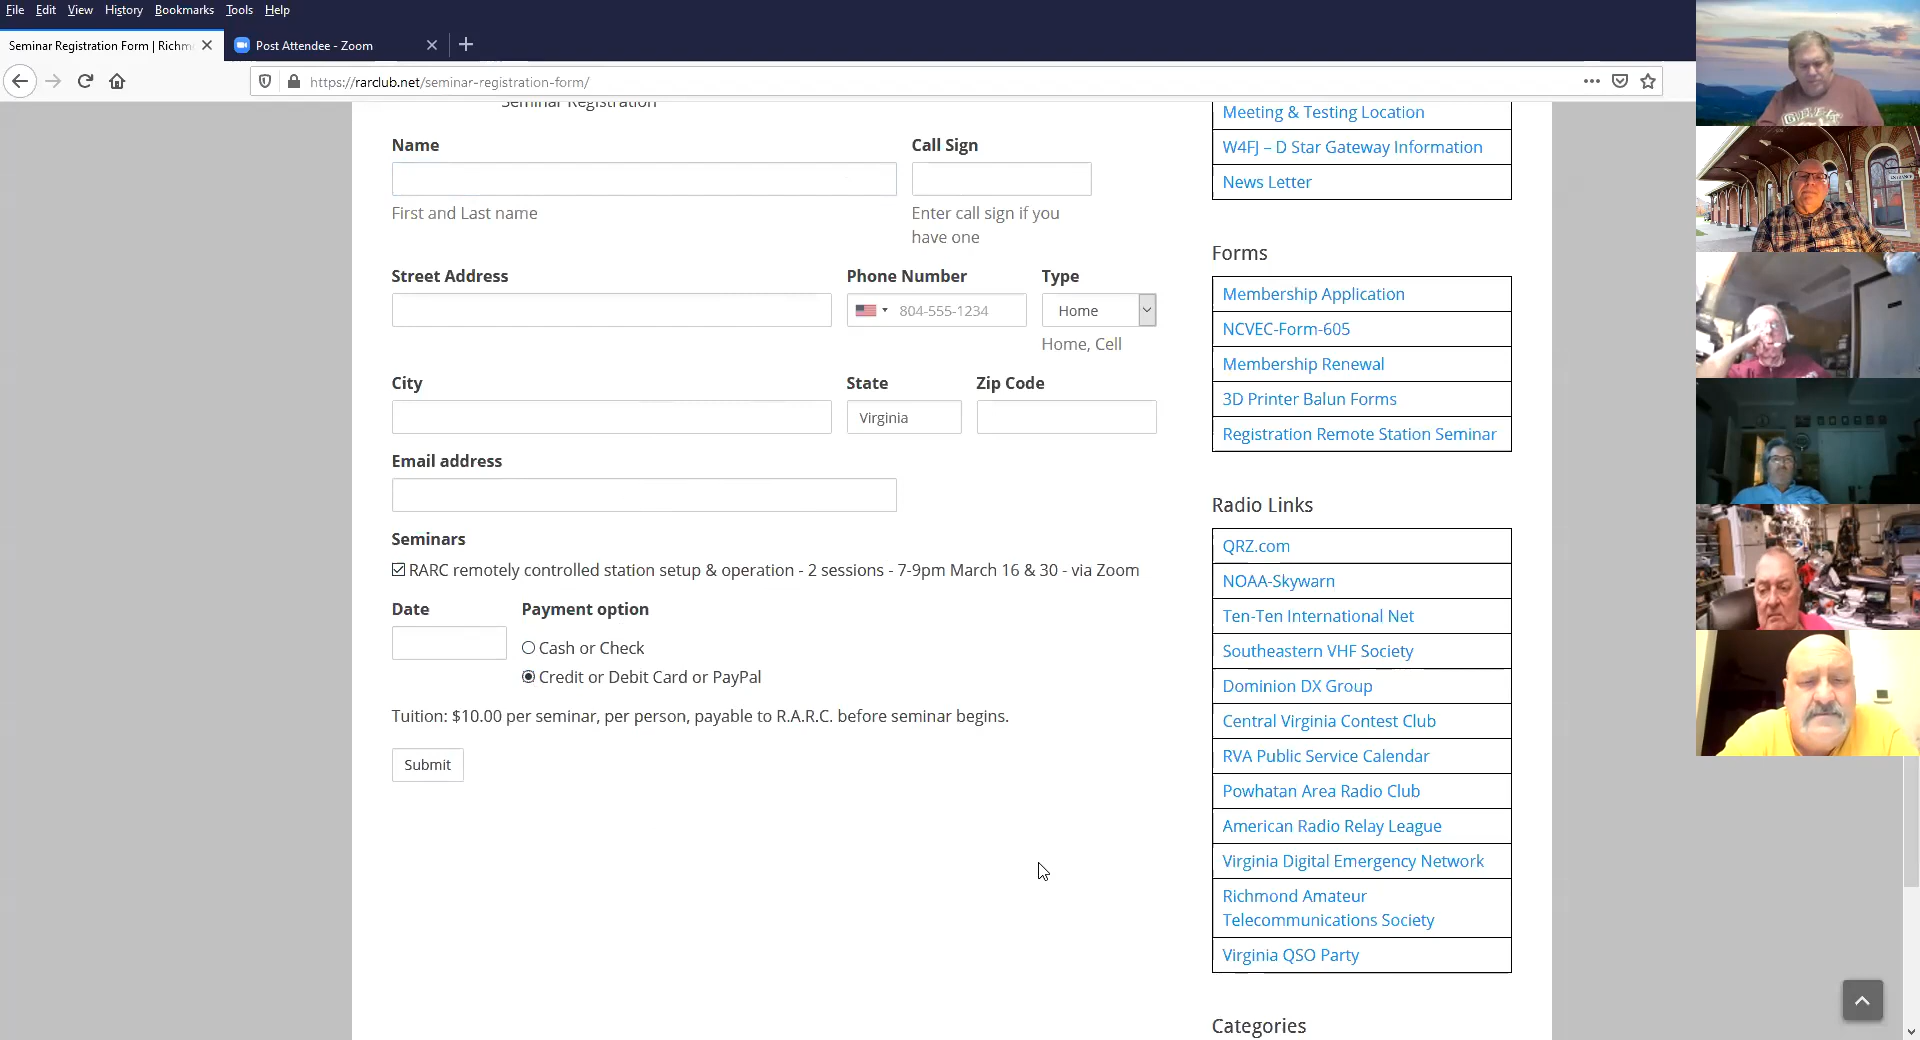 File Edit View History Bookmarks Tools Help
Seminar Registration Form | Richm
Post Attendee - Zoom
https://rarclub.net/seminar-registration-form/
Seminar Registration
Name
Call Sign
First and Last name
Enter call sign if you
have one
Street Address
Phone Number
Type
804-555-1234
Home
Home, Cell
City
State
Zip Code
Virginia
Email address
Seminars
RARC remotely controlled station setup & operation - 2 sessions - 7-9pm March 16 & 30 - via Zoom
Date
Payment option
Cash or Check
Credit or Debit Card or PayPal
Tuition: $10.00 per seminar, per person, payable to R.A.R.C. before seminar begins.
Submit
Meeting & Testing Location
W4FJ – D Star Gateway Information
News Letter
Forms
Membership Application
NCVEC-Form-605
Membership Renewal
3D Printer Balun Forms
Registration Remote Station Seminar
Radio Links
QRZ.com
NOAA-Skywarn
Ten-Ten International Net
Southeastern VHF Society
Dominion DX Group
Central Virginia Contest Club
RVA Public Service Calendar
Powhatan Area Radio Club
American Radio Relay League
Virginia Digital Emergency Network
Richmond Amateur
Telecommunications Society
Virginia QSO Party
Categories